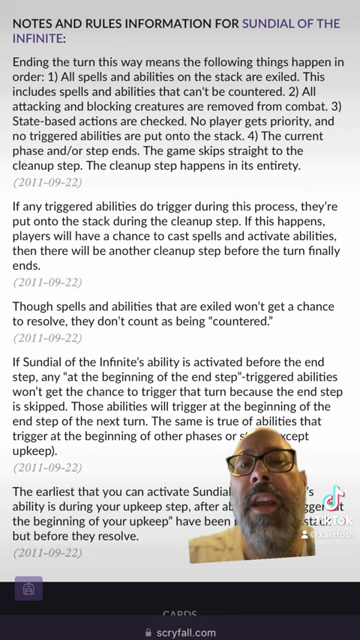 NOTES AND RULES INFORMATION FOR SUNDIAL OF THE
INFINITE:
Ending the turn this way means the following things happen in
order: 1) All spells and abilities on the stack are exiled. This
includes spells and abilities that can't be countered. 2) All
attacking and blocking creatures are removed from combat. 3)
State-based actions are checked. No player gets priority, and
no triggered abilities are put onto the stack. 4) The current
phase and/or step ends. The game skips straight to the
cleanup step. The cleanup step happens in its entirety.
(2011-09-22)
If any triggered abilities do trigger during this process, they're
put onto the stack during the cleanup step. If this happens,
players will have a chance to cast spells and activate abilities,
then there will be another cleanup step before the turn finally
ends.
(2011-09-22)
Though spells and abilities that are exiled won't get a chance
to resolve, they don't count as being "countered."
(2011-09-22)
If Sundial of the Infinite's ability is activated before the end
step, any "at the beginning of the end step"-triggered abilities
won't get the chance to trigger that turn because the end step
is skipped. Those abilities will trigger at the beginning of the
end step of the next turn. The same is true of abilities that
trigger at the beginning of other phases or except
upkeep).
(2011-09-22)
The earliest that you can activate Sundial 's
ability is during your upkeep step, after
the beginning of your upkeep" have been stack
but before they resolve.
(2011-09-22)
TikTok
CARDS
scryfall.com